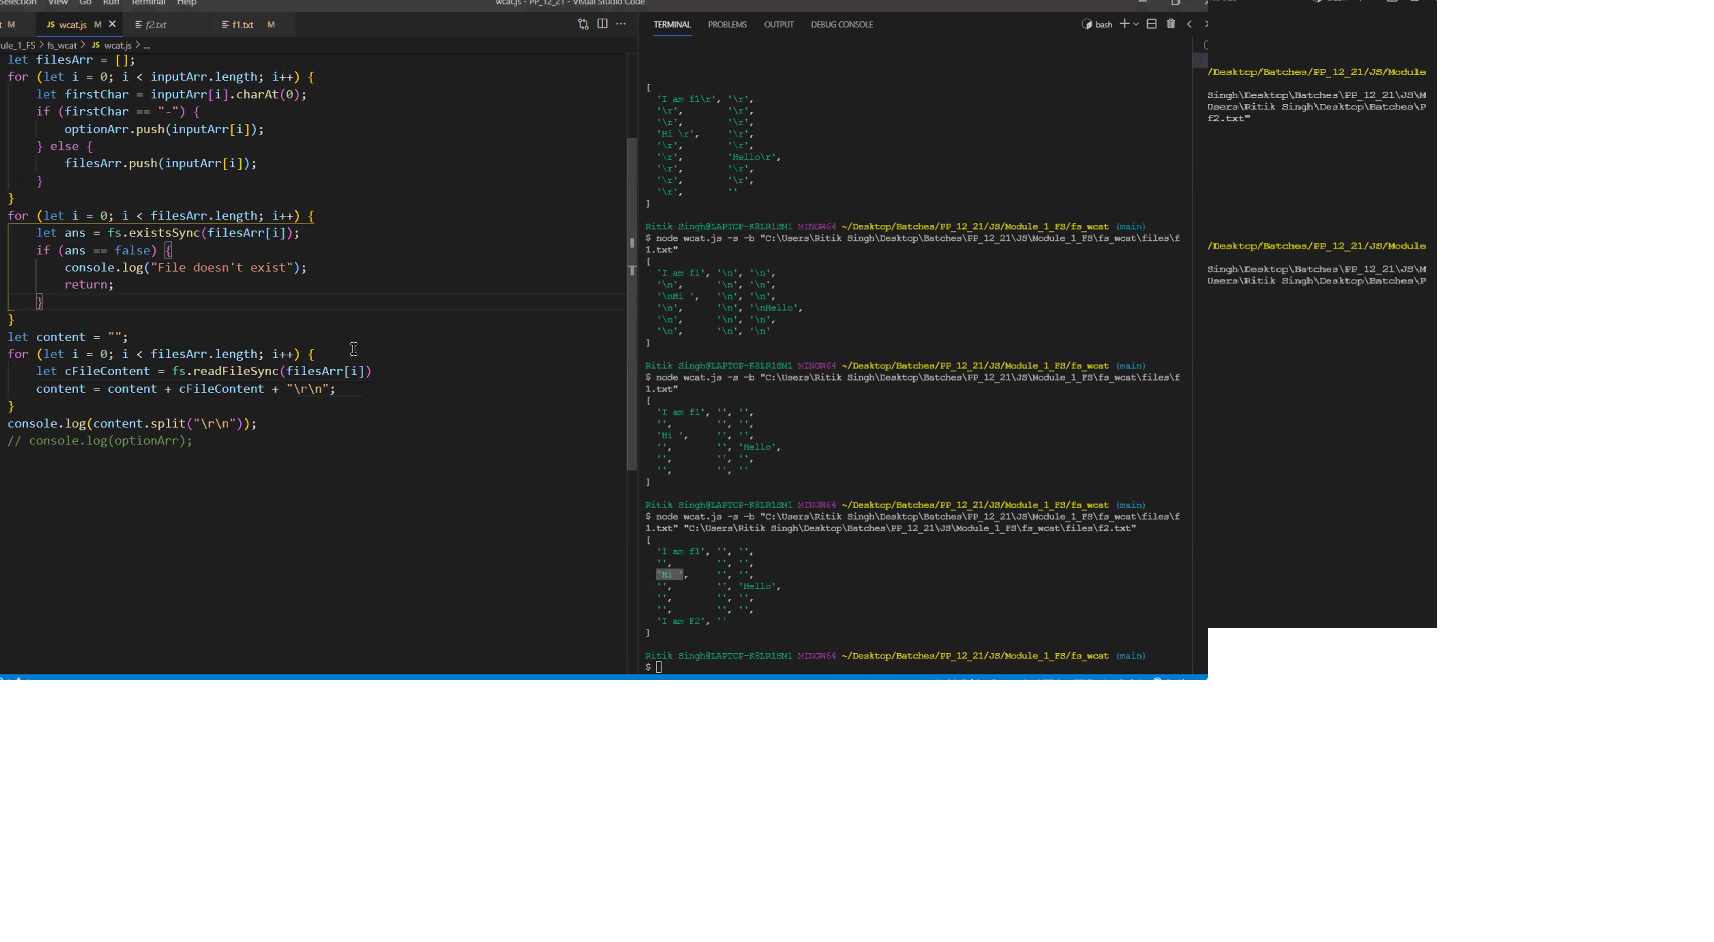 Selection View Go Run Terminal Help
wcat.js - PP_12_21 - Visual Studio Code
M wcat.js M f2.txt f1.txt M
ule_1_FS > fs_wcat > wcat.js > ...
let filesArr = [];
for (let i = 0; i < inputArr.length; i++) {
let firstChar = inputArr[i].charAt(0);
if (firstChar == "-") {
optionArr.push(inputArr[i]);
} else {
filesArr.push(inputArr[i]);
}
}
for (let i = 0; i < filesArr.length; i++) {
let ans = fs.existsSync(filesArr[i]);
if (ans == false) {
console.log("File doesn't exist");
return;
}
}
let content = "";
for (let i = 0; i < filesArr.length; i++) {
let cFileContent = fs.readFileSync(filesArr[i])
content = content + cFileContent + "\r\n";
}
console.log(content.split("\r\n"));
// console.log(optionArr);
TERMINAL PROBLEMS OUTPUT DEBUG CONSOLE bash
[
'I am f1\r', '\r',
'\r', '\r',
'\r', '\r',
'Hi \r', '\r',
'\r', '\r',
'\r', 'Hello\r',
'\r', '\r',
'\r', '\r',
'\r', ''
]
Ritik Singh@LAPTOP-K8LR1SM1 MINGW64 ~/Desktop/Batches/PP_12_21/JS/Module_1_FS/fs_wcat (main)
$ node wcat.js -s -b "C:\Users\Ritik Singh\Desktop\Batches\PP_12_21\JS\Module_1_FS\fs_wcat\files\f
1.txt"
[
'I am f1', '\n', '\n',
'\n', '\n', '\n',
'\nHi ', '\n', '\n',
'\n', '\n', '\nHello',
'\n', '\n', '\n',
'\n', '\n', '\n'
]
Ritik Singh@LAPTOP-K8LR1SM1 MINGW64 ~/Desktop/Batches/PP_12_21/JS/Module_1_FS/fs_wcat (main)
$ node wcat.js -s -b "C:\Users\Ritik Singh\Desktop\Batches\PP_12_21\JS\Module_1_FS\fs_wcat\files\f
1.txt"
[
'I am f1', '', '',
'', '', '',
'Hi ', '', '',
'', '', 'Hello',
'', '', '',
'', '', ''
]
Ritik Singh@LAPTOP-K8LR1SM1 MINGW64 ~/Desktop/Batches/PP_12_21/JS/Module_1_FS/fs_wcat (main)
$ node wcat.js -s -b "C:\Users\Ritik Singh\Desktop\Batches\PP_12_21\JS\Module_1_FS\fs_wcat\files\f
1.txt" "C:\Users\Ritik Singh\Desktop\Batches\PP_12_21\JS\Module_1_FS\fs_wcat\files\f2.txt"
[
'I am f1', '', '',
'', '', '',
'Hi ', '', '',
'', '', 'Hello',
'', '', '',
'', '', '',
'I am F2', ''
]
Ritik Singh@LAPTOP-K8LR1SM1 MINGW64 ~/Desktop/Batches/PP_12_21/JS/Module_1_FS/fs_wcat (main)
$
/Desktop/Batches/PP_12_21/JS/Module
Singh\Desktop\Batches\PP_12_21\JS\M
Users\Ritik Singh\Desktop\Batches\P
f2.txt"
/Desktop/Batches/PP_12_21/JS/Module
Singh\Desktop\Batches\PP_12_21\JS\M
Users\Ritik Singh\Desktop\Batches\P